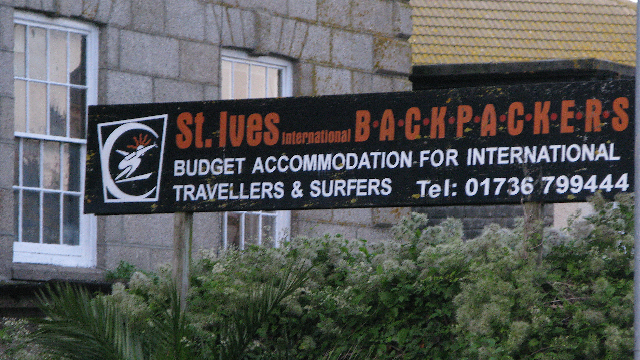 St. Ives International B·A·C·K·P·A·C·K·E·R·S
BUDGET ACCOMMODATION FOR INTERNATIONAL
TRAVELLERS & SURFERS Tel: 01736 799444